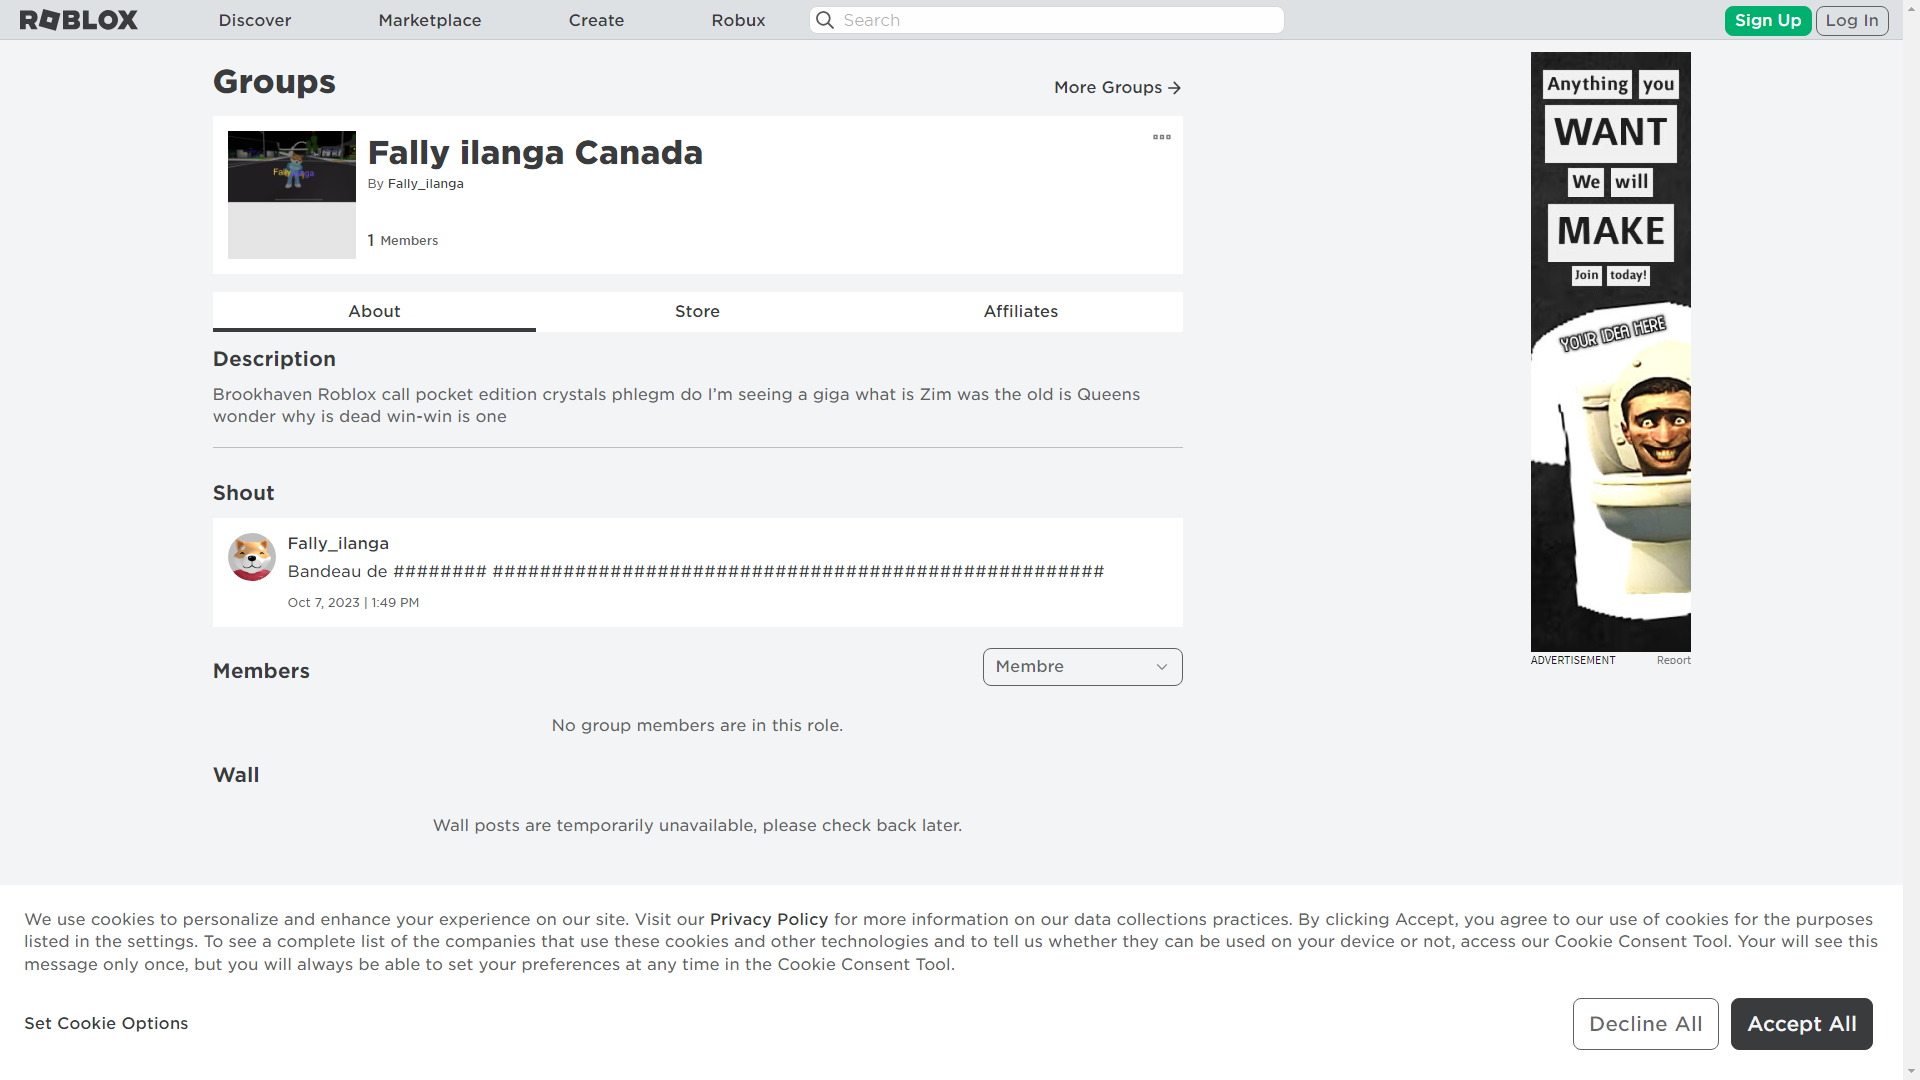 ROBLOX
Discover
Marketplace
Create
Robux
Search
Sign Up
Log In
Groups
More Groups
Fally ilanga Canada
By Fally_ilanga
1 Members
Fally ilanga
About
Store
Affiliates
Description
Brookhaven Roblox call pocket edition crystals phlegm do I’m seeing a giga what is Zim was the old is Queens
wonder why is dead win-win is one
Shout
Fally_ilanga
Bandeau de ######## ####################################################
Oct 7, 2023 | 1:49 PM
Members
Membre
No group members are in this role.
Wall
Wall posts are temporarily unavailable, please check back later.
Anything you
WANT
We will
MAKE
Join today!
YOUR IDEA HERE
ADVERTISEMENT
Report
We use cookies to personalize and enhance your experience on our site. Visit our Privacy Policy for more information on our data collections practices. By clicking Accept, you agree to our use of cookies for the purposes
listed in the settings. To see a complete list of the companies that use these cookies and other technologies and to tell us whether they can be used on your device or not, access our Cookie Consent Tool. Your will see this
message only once, but you will always be able to set your preferences at any time in the Cookie Consent Tool.
Set Cookie Options
Decline All
Accept All